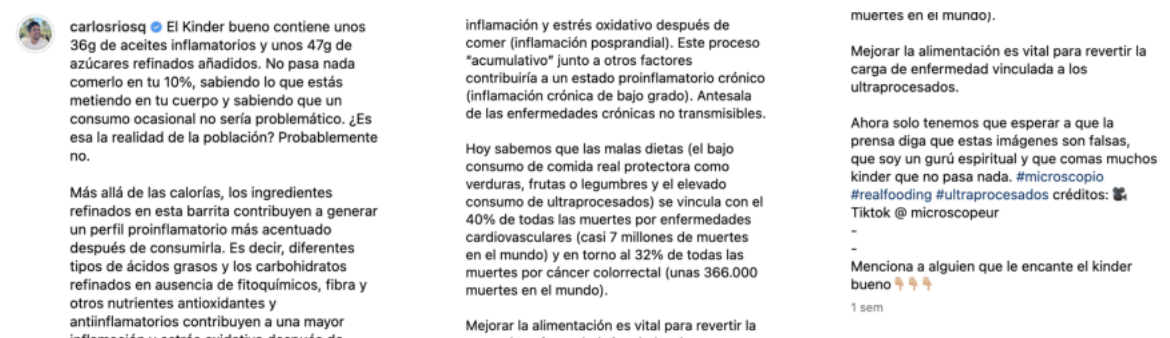 carlosriosq El Kinder bueno contiene unos
36g de aceites inflamatorios y unos 47g de
azúcares refinados añadidos. No pasa nada
comerlo en tu 10%, sabiendo lo que estás
metiendo en tu cuerpo y sabiendo que un
consumo ocasional no sería problemático. ¿Es
esa la realidad de la población? Probablemente
no.
Más allá de las calorías, los ingredientes
refinados en esta barrita contribuyen a generar
un perfil proinflamatorio más acentuado
después de consumirla. Es decir, diferentes
tipos de ácidos grasos y los carbohidratos
refinados en ausencia de fitoquímicos, fibra y
otros nutrientes antioxidantes y
antiinflamatorios contribuyen a una mayor
inflamación y estrés oxidativo después de
inflamación y estrés oxidativo después de
comer (inflamación posprandial). Este proceso
“acumulativo” junto a otros factores
contribuiría a un estado proinflamatorio crónico
(inflamación crónica de bajo grado). Antesala
de las enfermedades crónicas no transmisibles.
Hoy sabemos que las malas dietas (el bajo
consumo de comida real protectora como
verduras, frutas o legumbres y el elevado
consumo de ultraprocesados) se vincula con el
40% de todas las muertes por enfermedades
cardiovasculares (casi 7 millones de muertes
en el mundo) y en torno al 32% de todas las
muertes por cáncer colorrectal (unas 366.000
muertes en el mundo).
Mejorar la alimentación es vital para revertir la
muertes en el mundo).
Mejorar la alimentación es vital para revertir la
carga de enfermedad vinculada a los
ultraprocesados.
Ahora solo tenemos que esperar a que la
prensa diga que estas imágenes son falsas,
que soy un gurú espiritual y que comas muchos
kinder que no pasa nada. #microscopio
#realfooding #ultraprocesados créditos: 🎥
Tiktok @ microscopeur
-
-
Menciona a alguien que le encante el kinder
bueno👇🏼👇🏼👇🏼
1 sem